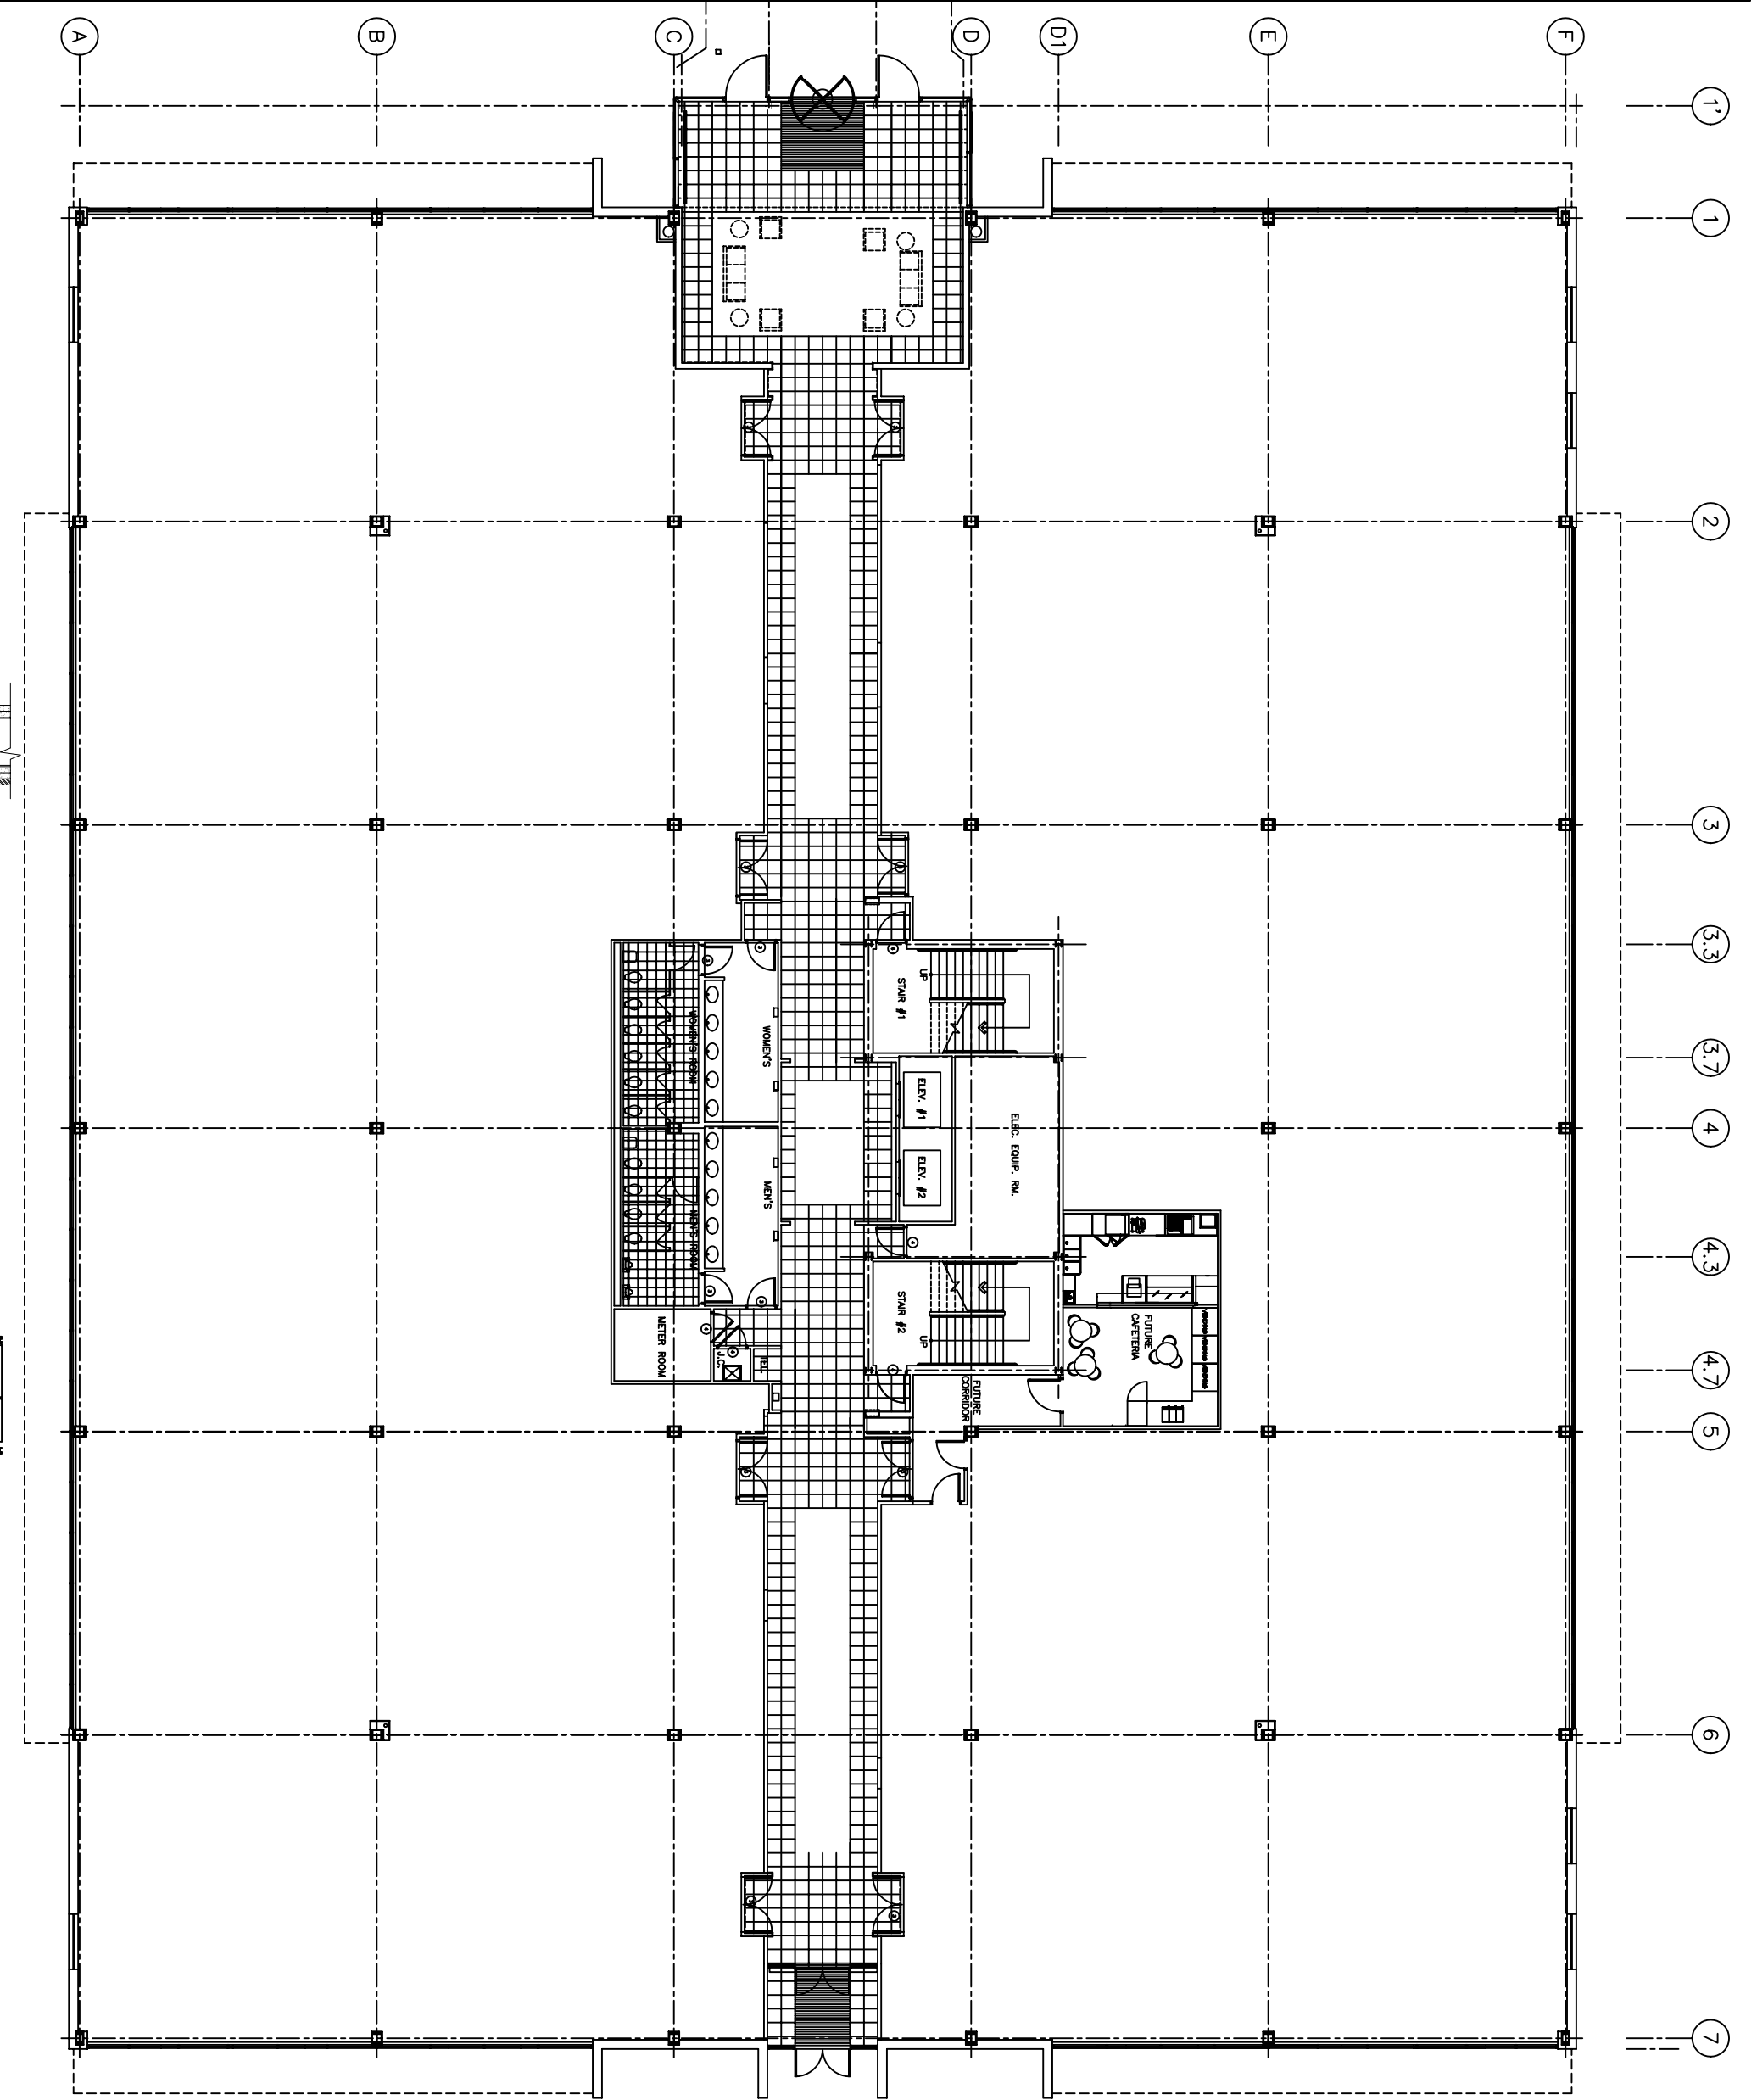 A
B
C
D
D1
E
F
1'
1
2
3
3.3
3.7
4
4.3
4.7
5
6
7
UP
STAIR #1
WOMEN'S
WOMEN'S ROOM
ELEV. #1
ELEV. #2
ELEC. EQUIP. RM.
MEN'S
MEN'S ROOM
STAIR #2
UP
METER ROOM
J.C.
TEL.
FUTURE
CAFETERIA
FUTURE
CORRIDOR